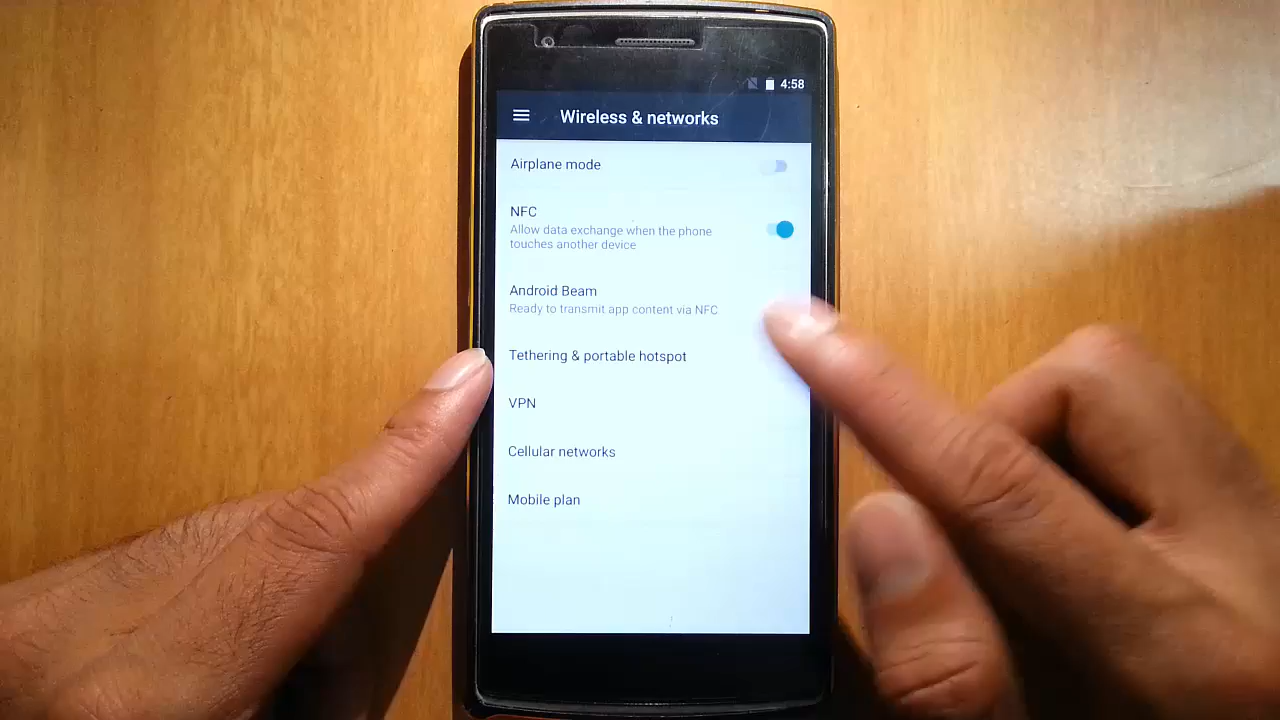 4:58
Wireless & networks
Airplane mode
NFC
Allow data exchange when the phone
touches another device
Android Beam
Ready to transmit app content via NFC
Tethering & portable hotspot
VPN
Cellular networks
Mobile plan